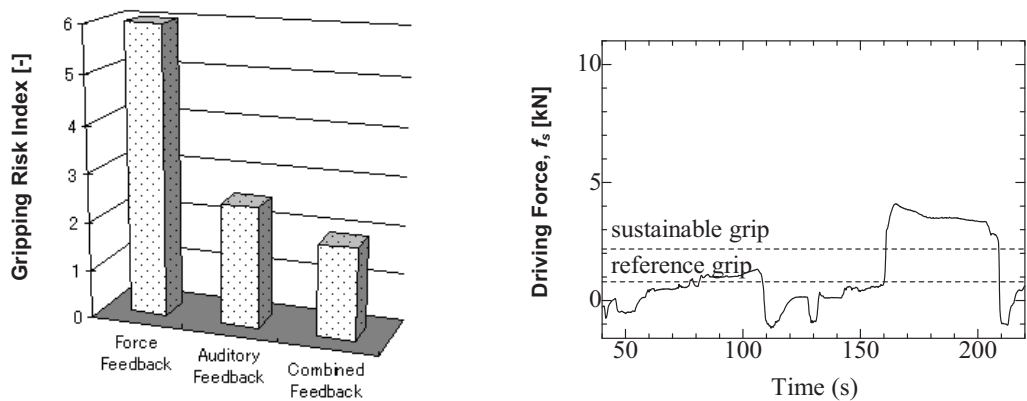 Gripping Risk Index [-]
6
5
4
3
2
1
0
Force
Feedback
Auditory
Feedback
Combined
Feedback
Driving Force, fs [kN]
10
5
0
sustainable grip
reference grip
50 100 150 200
Time (s)